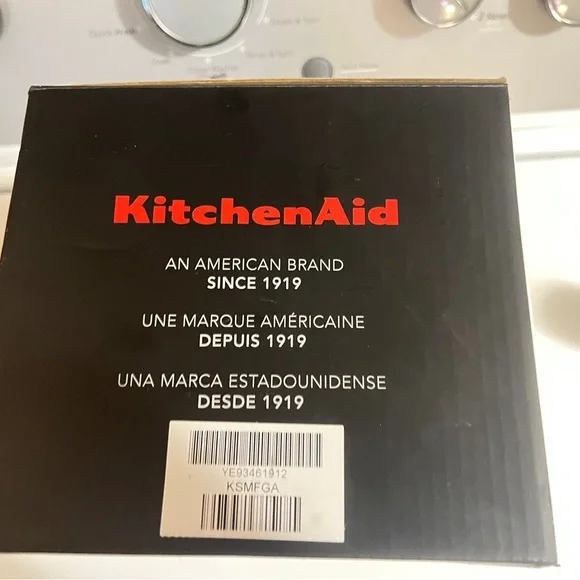 KitchenAid
AN AMERICAN BRAND
SINCE 1919
UNE MARQUE AMÉRICAINE
DEPUIS 1919
UNA MARCA ESTADOUNIDENSE
DESDE 1919
YE93461912
KSMFGA